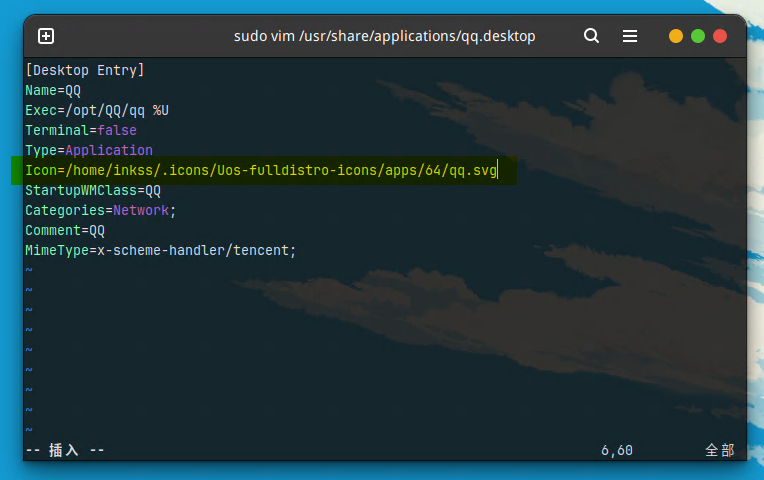 sudo vim /usr/share/applications/qq.desktop
[Desktop Entry]
Name=QQ
Exec=/opt/QQ/qq %U
Terminal=false
Type=Application
Icon=/home/inkss/.icons/Uos-fulldistro-icons/apps/64/qq.svg
StartupWMClass=QQ
Categories=Network;
Comment=QQ
MimeType=x-scheme-handler/tencent;
~
~
~
~
~
~
~
~
~
-- 插入 -- 6,60 全部